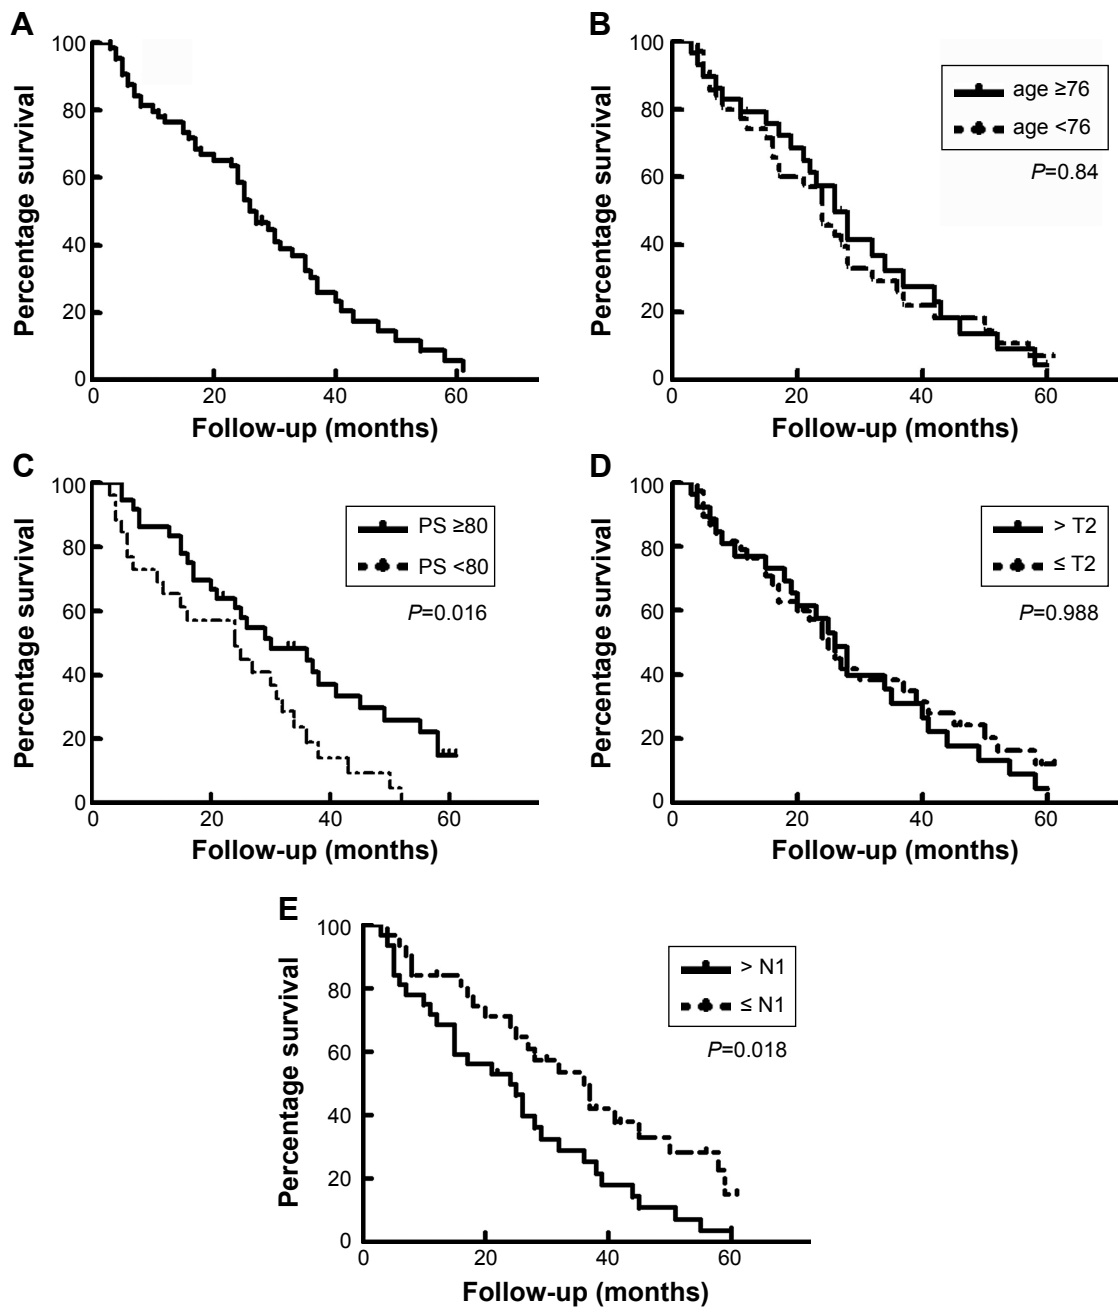 A
100
80
60
40
20
0
Percentage survival
0 20 40 60
Follow-up (months)
B
100
80
60
40
20
0
Percentage survival
age ≥76
age <76
P=0.84
0 20 40 60
Follow-up (months)
C
100
80
60
40
20
0
Percentage survival
PS ≥80
PS <80
P=0.016
0 20 40 60
Follow-up (months)
D
100
80
60
40
20
0
Percentage survival
> T2
≤ T2
P=0.988
0 20 40 60
Follow-up (months)
E
100
80
60
40
20
0
Percentage survival
> N1
≤ N1
P=0.018
0 20 40 60
Follow-up (months)